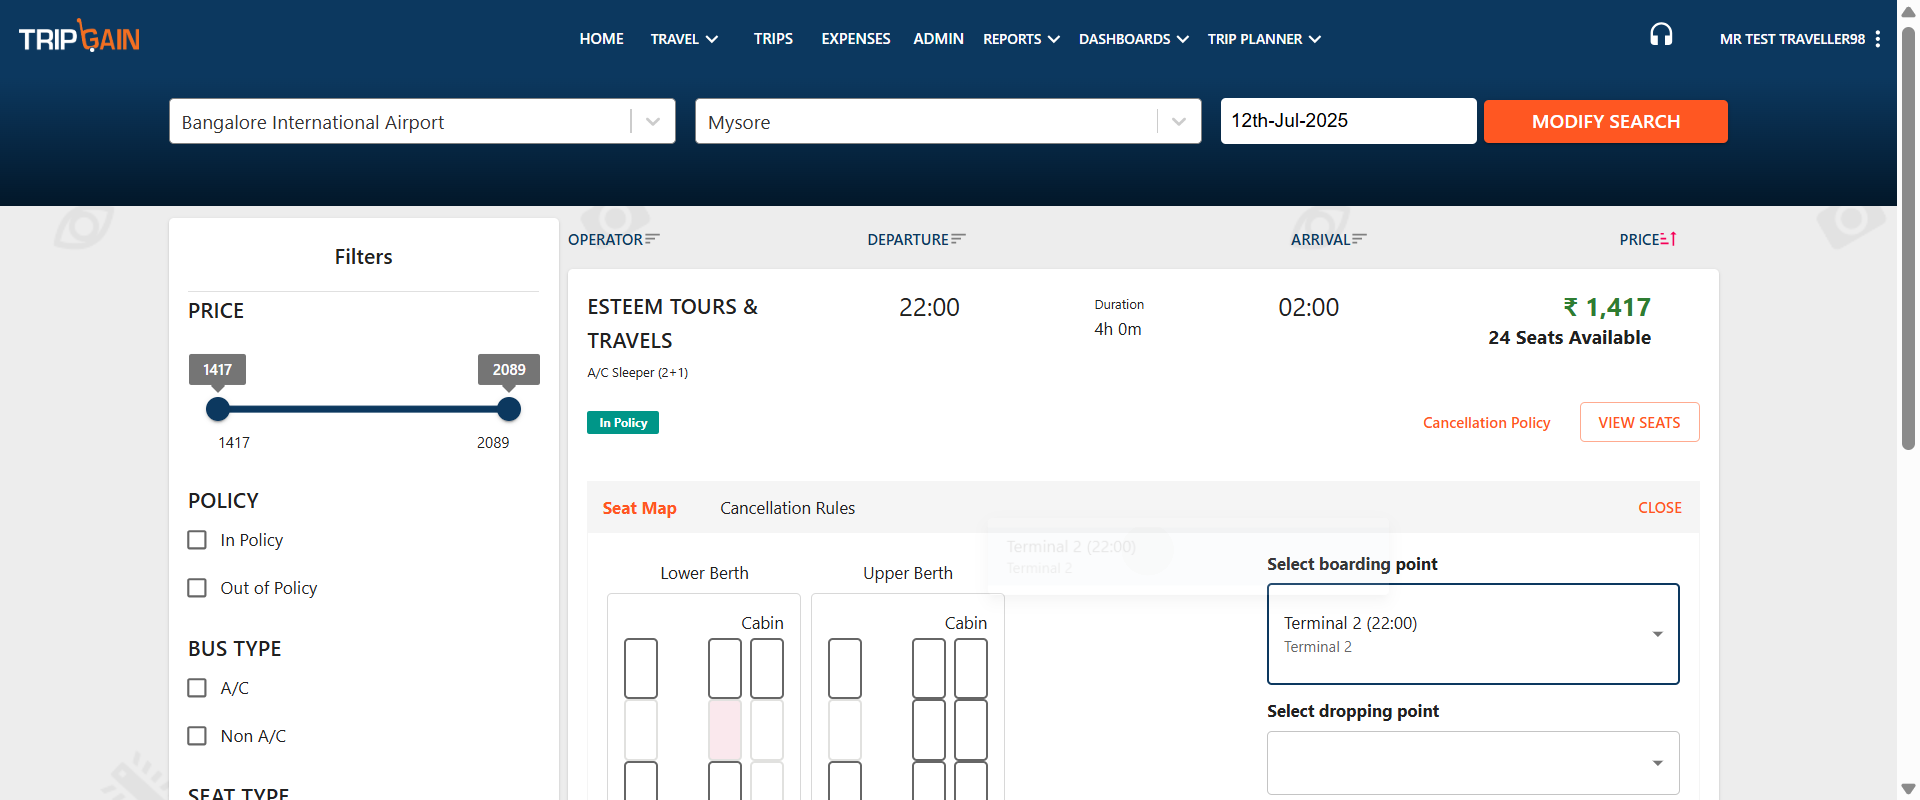 TRIPGAIN
HOME TRAVEL TRIPS EXPENSES ADMIN REPORTS DASHBOARDS TRIP PLANNER
MR TEST TRAVELLER98
Bangalore International Airport
Mysore
12th-Jul-2025
MODIFY SEARCH
Filters
PRICE
1417 2089
1417 2089
POLICY
In Policy
Out of Policy
BUS TYPE
A/C
Non A/C
SEAT TYPE
OPERATOR DEPARTURE ARRIVAL PRICE
ESTEEM TOURS &
TRAVELS
A/C Sleeper (2+1)
22:00
Duration
4h 0m
02:00
₹ 1,417
24 Seats Available
In Policy
Cancellation Policy
VIEW SEATS
Seat Map
Cancellation Rules
CLOSE
Terminal 2 (22:00)
Terminal 2
Lower Berth
Upper Berth
Cabin
Cabin
Select boarding point
Terminal 2 (22:00)
Terminal 2
Select dropping point